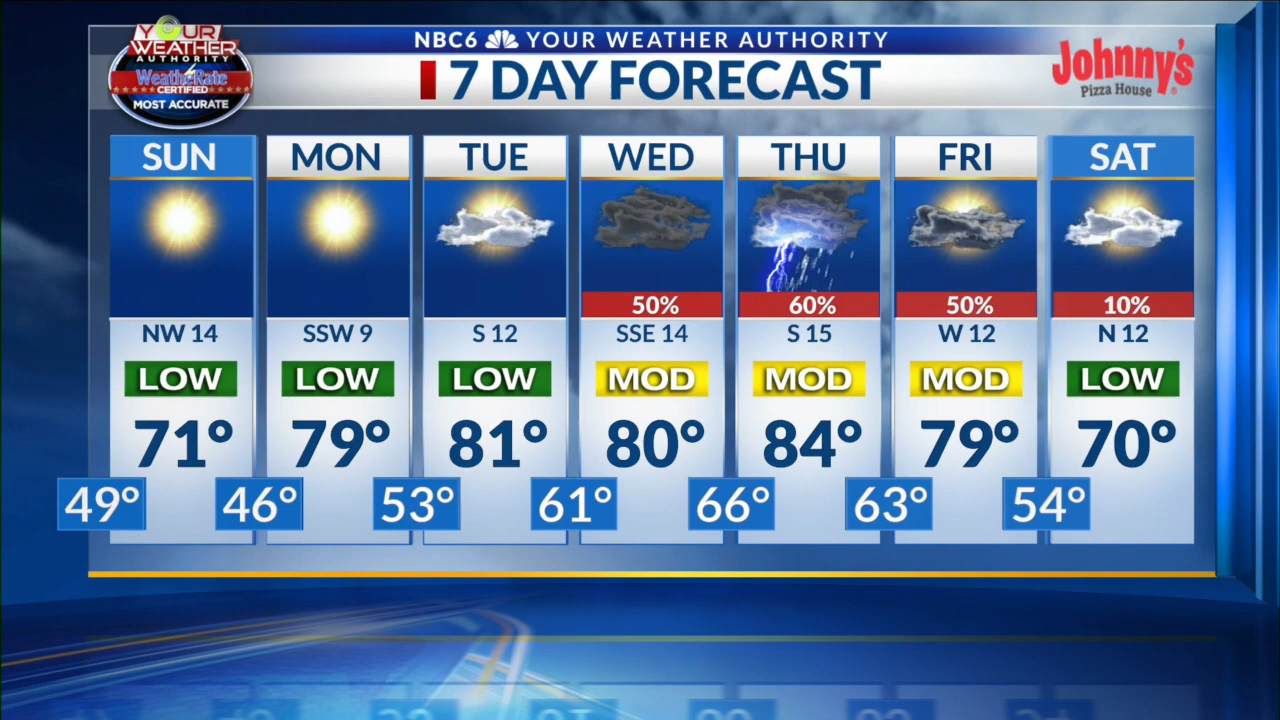 YOUR
WEATHER
AUTHORITY
WeatheRate
CERTIFIED
MOST ACCURATE
NBC6 YOUR WEATHER AUTHORITY
7 DAY FORECAST
Johnny's
Pizza House
SUN MON TUE WED THU FRI SAT
50% 60% 50% 10%
NW 14 SSW 9 S 12 SSE 14 S 15 W 12 N 12
LOW LOW LOW MOD MOD MOD LOW
71° 79° 81° 80° 84° 79° 70°
49° 46° 53° 61° 66° 63° 54°